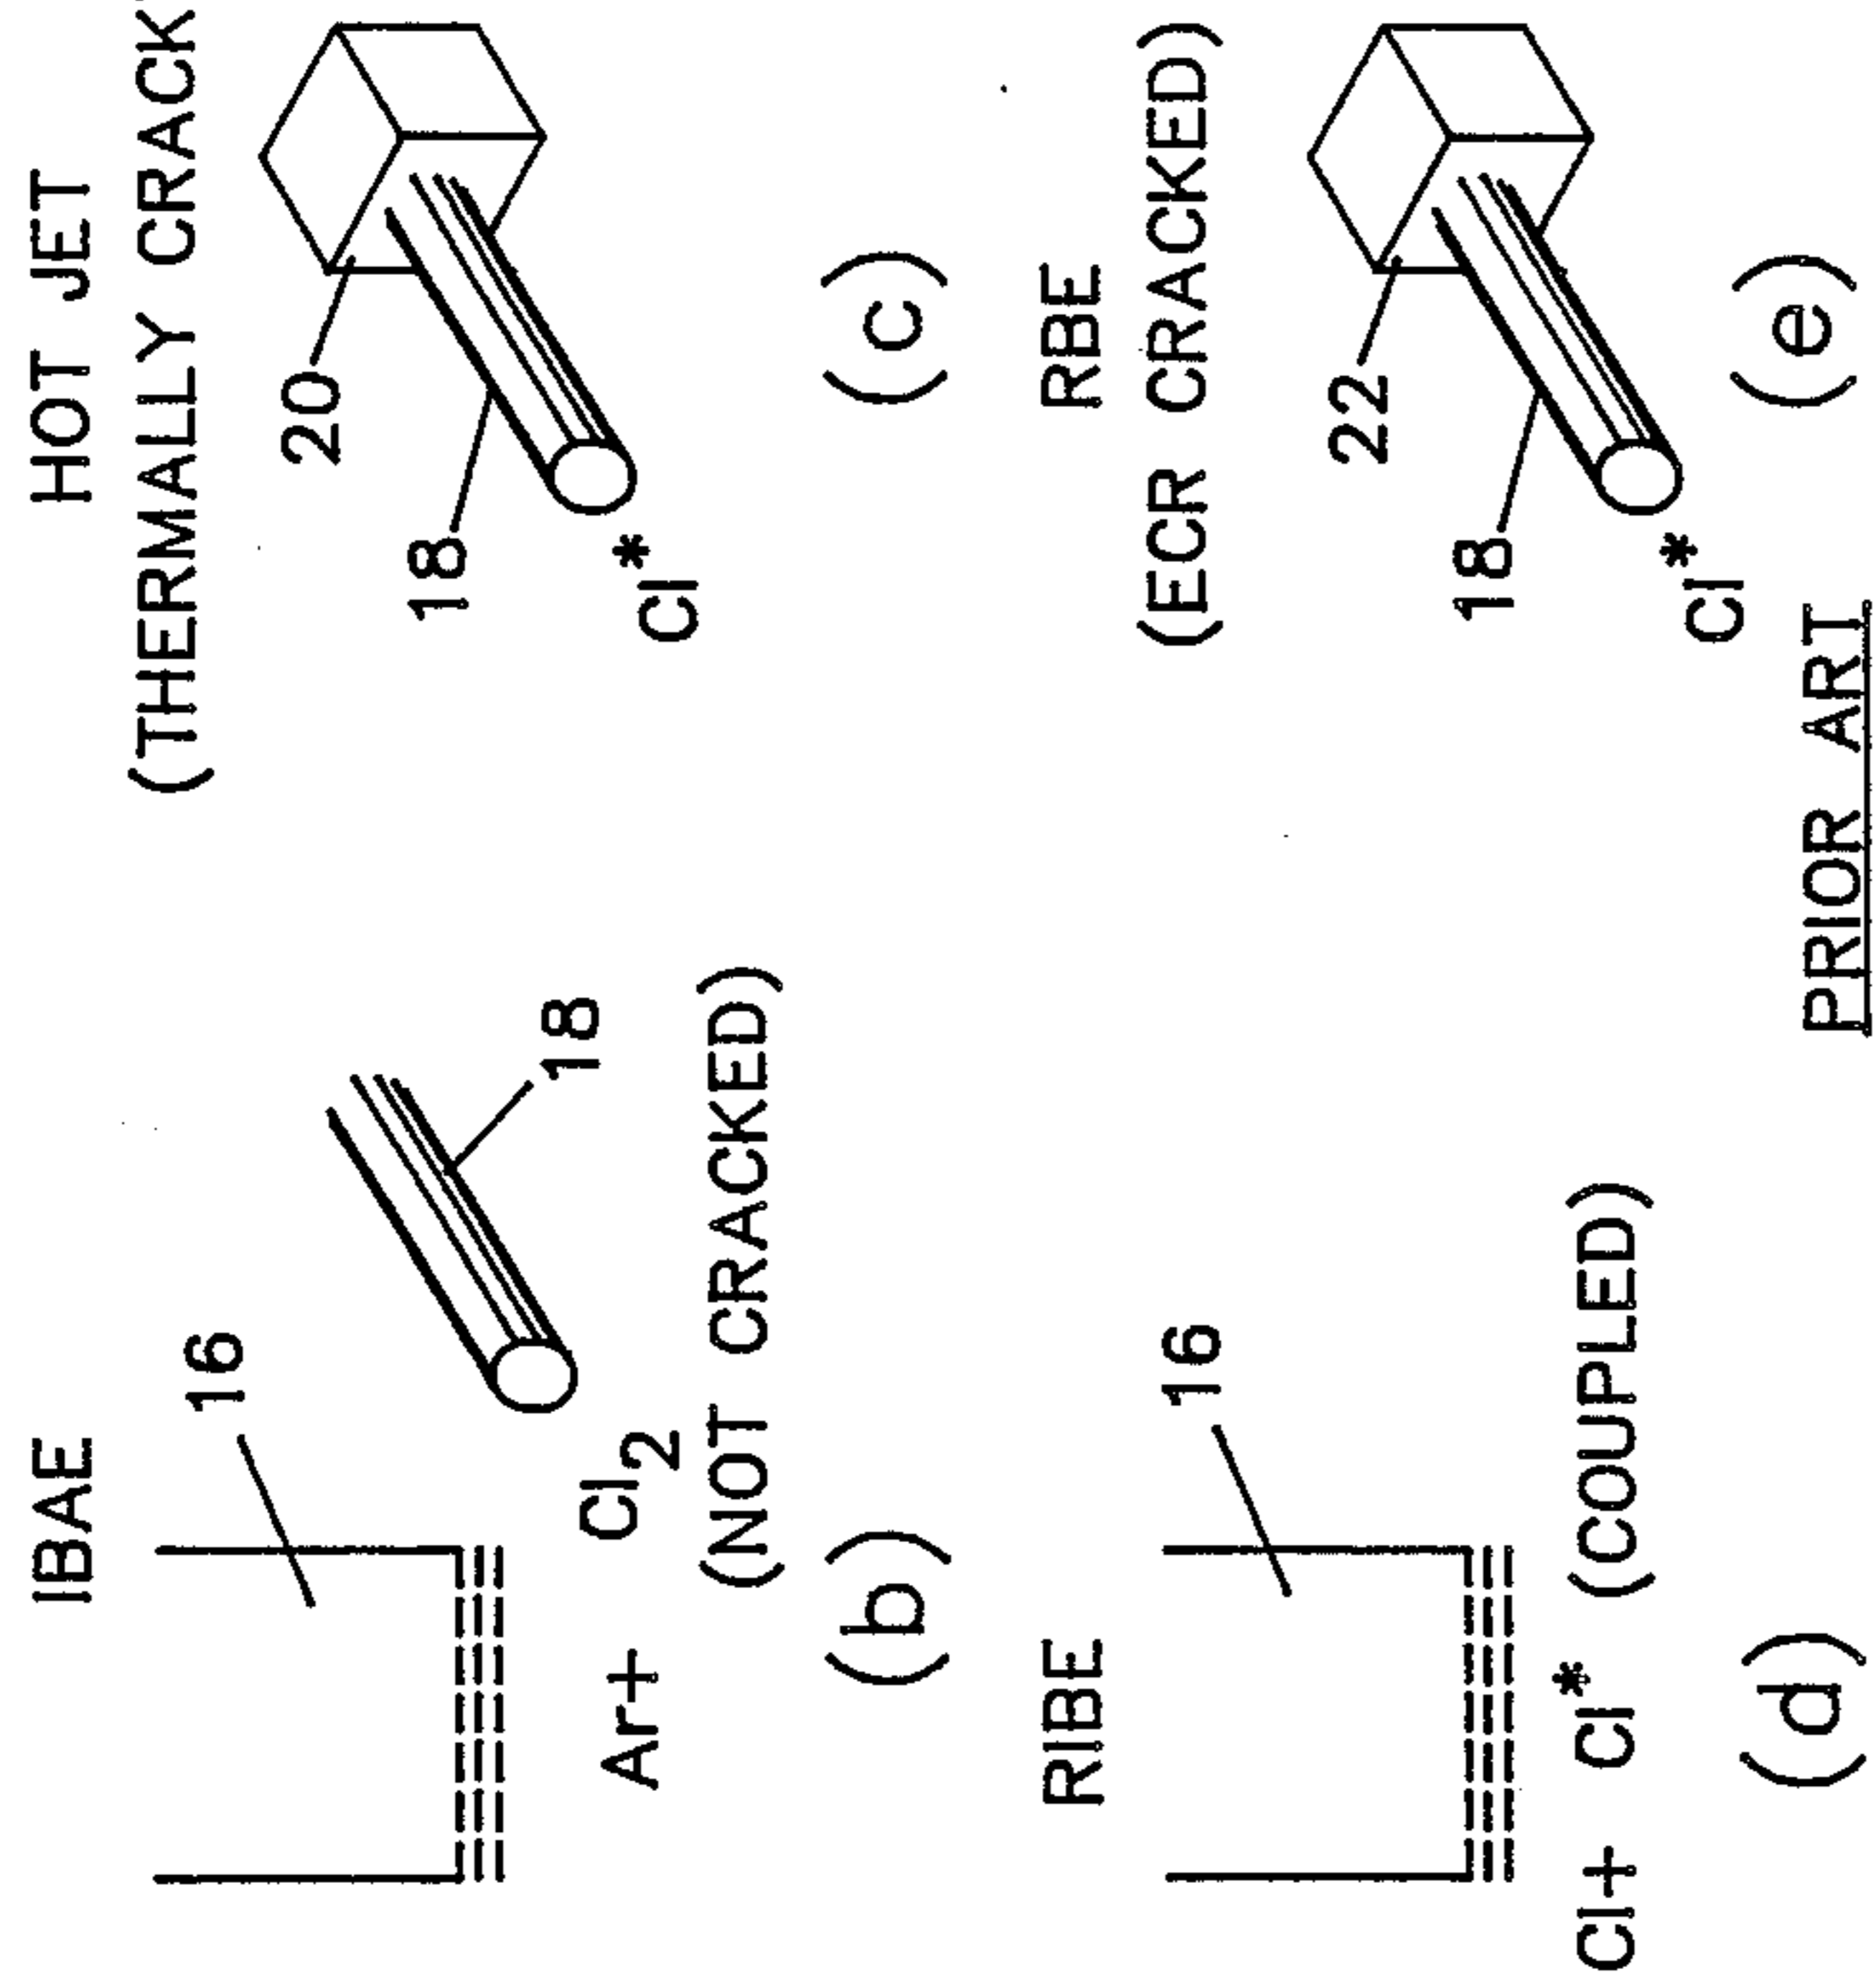 IBAE
16
18
Ar+ Cl2
(NOT CRACKED)
(b)
HOT JET
(THERMALLY CRACK
20
18
Cl*
(c)
RIBE
16
Cl+ Cl* (COUPLED)
(d)
RBE
(ECR CRACKED)
22
18
Cl*
(e)
PRIOR ART